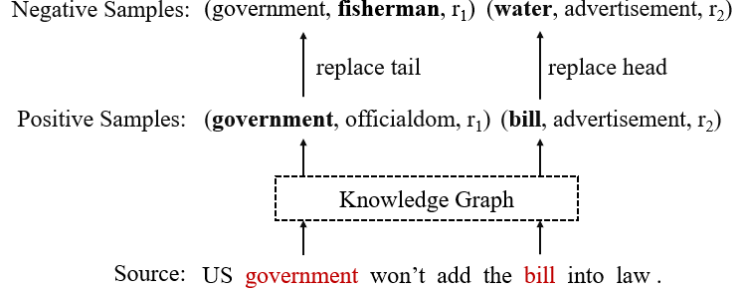 Negative Samples: (government, fisherman, r₁) (water, advertisement, r₂)
replace tail replace head
Positive Samples: (government, officialdom, r₁) (bill, advertisement, r₂)
Knowledge Graph
Source: US government won’t add the bill into law .